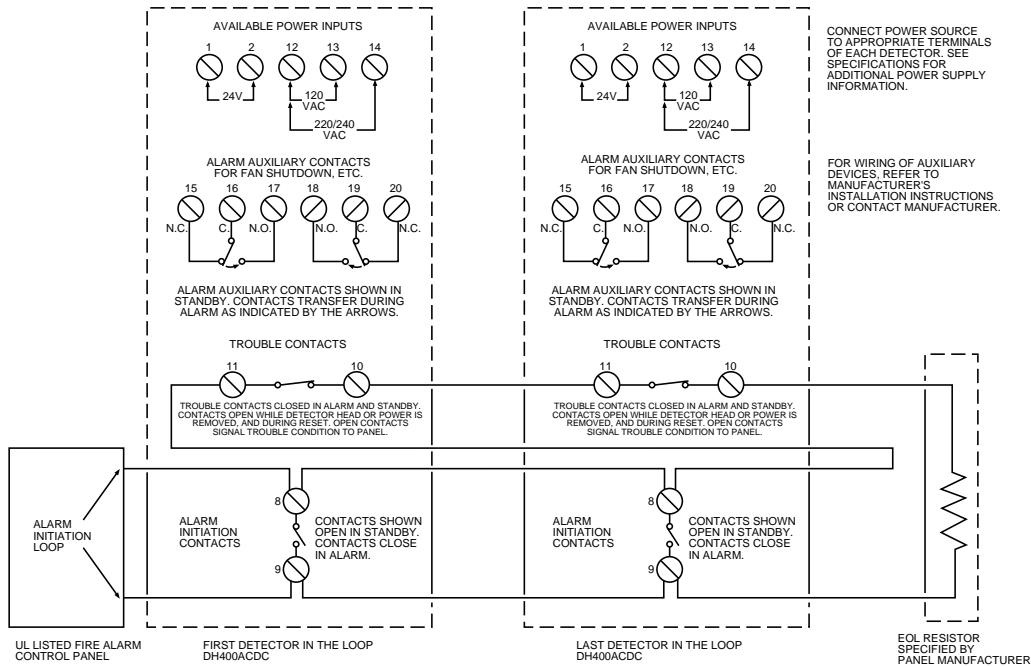 AVAILABLE POWER INPUTS
1 2 12 13 14
24V
120
VAC
220/240
VAC
ALARM AUXILIARY CONTACTS
FOR FAN SHUTDOWN, ETC.
15 16 17 18 19 20
N.C. C. N.O. N.O. C. N.C.
ALARM AUXILIARY CONTACTS SHOWN IN
STANDBY. CONTACTS TRANSFER DURING
ALARM AS INDICATED BY THE ARROWS.
TROUBLE CONTACTS
11 10
TROUBLE CONTACTS CLOSED IN ALARM AND STANDBY.
CONTACTS OPEN WHILE DETECTOR HEAD OR POWER IS
REMOVED, AND DURING RESET. OPEN CONTACTS
SIGNAL TROUBLE CONDITION TO PANEL.
AVAILABLE POWER INPUTS
1 2 12 13 14
24V
120
VAC
220/240
VAC
ALARM AUXILIARY CONTACTS
FOR FAN SHUTDOWN, ETC.
15 16 17 18 19 20
N.C. C. N.O. N.O. C. N.C.
ALARM AUXILIARY CONTACTS SHOWN IN
STANDBY. CONTACTS TRANSFER DURING
ALARM AS INDICATED BY THE ARROWS.
TROUBLE CONTACTS
11 10
TROUBLE CONTACTS CLOSED IN ALARM AND STANDBY.
CONTACTS OPEN WHILE DETECTOR HEAD OR POWER IS
REMOVED, AND DURING RESET. OPEN CONTACTS
SIGNAL TROUBLE CONDITION TO PANEL.
CONNECT POWER SOURCE
TO APPROPRIATE TERMINALS
OF EACH DETECTOR. SEE
SPECIFICATIONS FOR
ADDITIONAL POWER SUPPLY
INFORMATION.
FOR WIRING OF AUXILIARY
DEVICES, REFER TO
MANUFACTURER'S
INSTALLATION INSTRUCTIONS
OR CONTACT MANUFACTURER.
ALARM
INITIATION
LOOP
ALARM
INITIATION
CONTACTS
8
9
CONTACTS SHOWN
OPEN IN STANDBY.
CONTACTS CLOSE
IN ALARM.
ALARM
INITIATION
CONTACTS
8
9
CONTACTS SHOWN
OPEN IN STANDBY.
CONTACTS CLOSE
IN ALARM.
UL LISTED FIRE ALARM
CONTROL PANEL
FIRST DETECTOR IN THE LOOP
DH400ACDC
LAST DETECTOR IN THE LOOP
DH400ACDC
EOL RESISTOR
SPECIFIED BY
PANEL MANUFACTURER